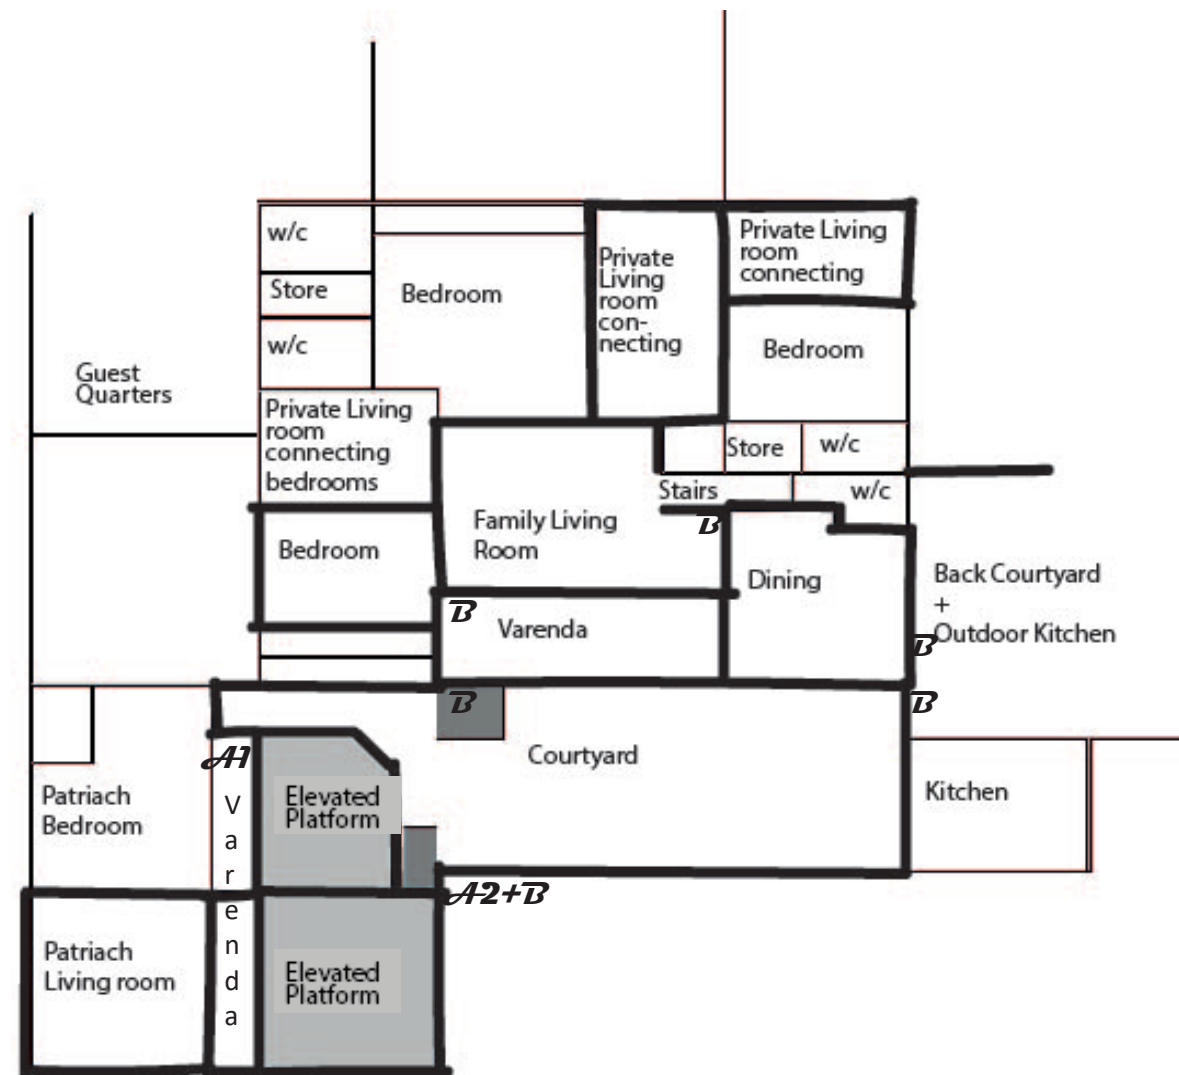 w/c
Store
w/c
Bedroom
Private
Living
room
con-
necting
Private Living
room
connecting
Bedroom
Guest
Quarters
Private Living
room
connecting
bedrooms
Store
w/c
Stairs
w/c
B
Family Living
Room
Bedroom
Dining
Back Courtyard
+
Outdoor Kitchen
B
B
Varenda
B
B
A1
Courtyard
Patriach
Bedroom
V
a
r
e
n
d
a
Elevated
Platform
Kitchen
A2+B
Patriach
Living room
Elevated
Platform